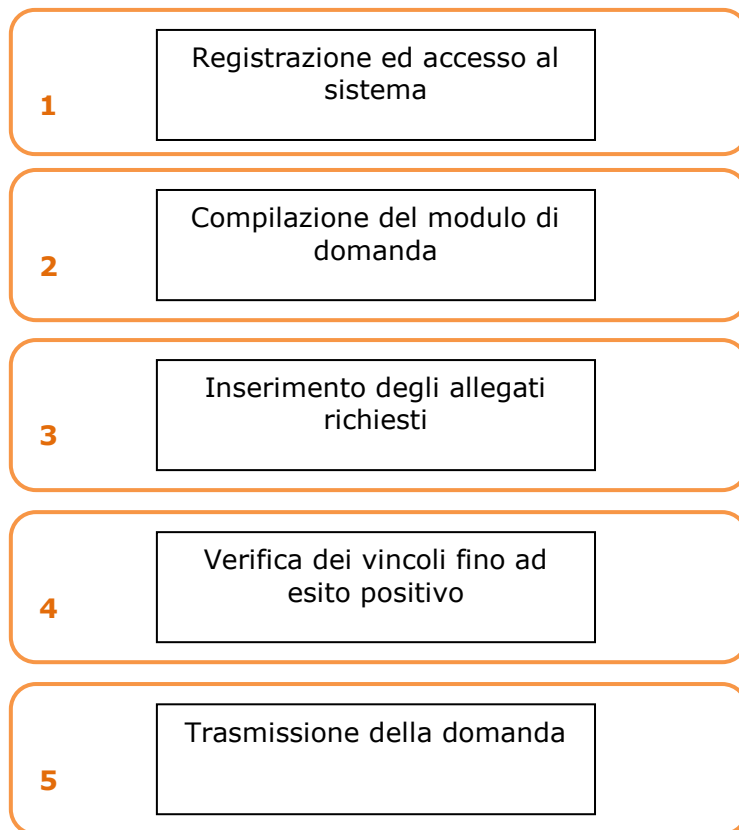 Registrazione ed accesso al
sistema
1
Compilazione del modulo di
domanda
2
Inserimento degli allegati
richiesti
3
Verifica dei vincoli fino ad
esito positivo
4
Trasmissione della domanda
5